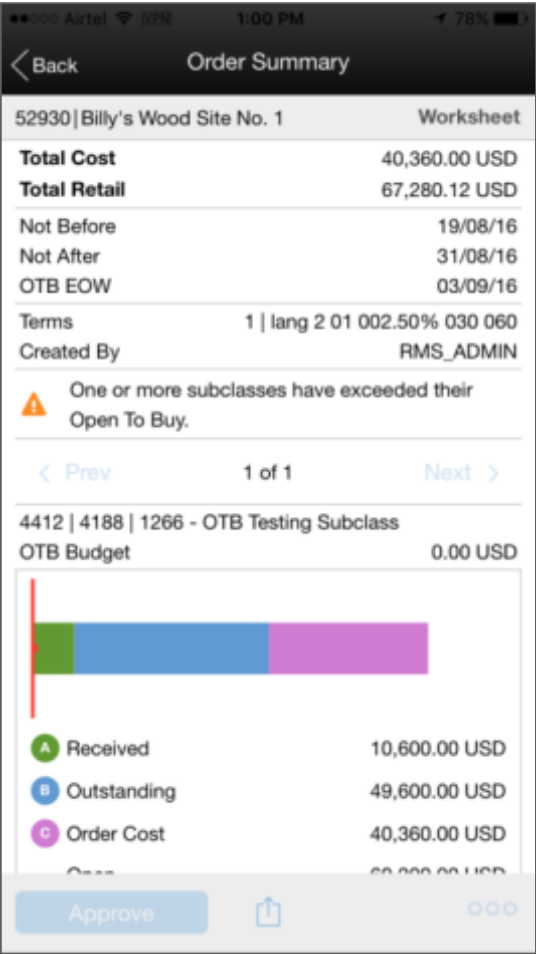 Airtel VPN 1:00 PM 78%
Back Order Summary
52930|Billy's Wood Site No. 1 Worksheet
Total Cost 40,360.00 USD
Total Retail 67,280.12 USD
Not Before 19/08/16
Not After 31/08/16
OTB EOW 03/09/16
Terms 1 | lang 2 01 002.50% 030 060
Created By RMS_ADMIN
One or more subclasses have exceeded their
Open To Buy.
Prev 1 of 1 Next
4412 | 4188 | 1266 - OTB Testing Subclass
OTB Budget 0.00 USD
A Received 10,600.00 USD
B Outstanding 49,600.00 USD
C Order Cost 40,360.00 USD
Approve